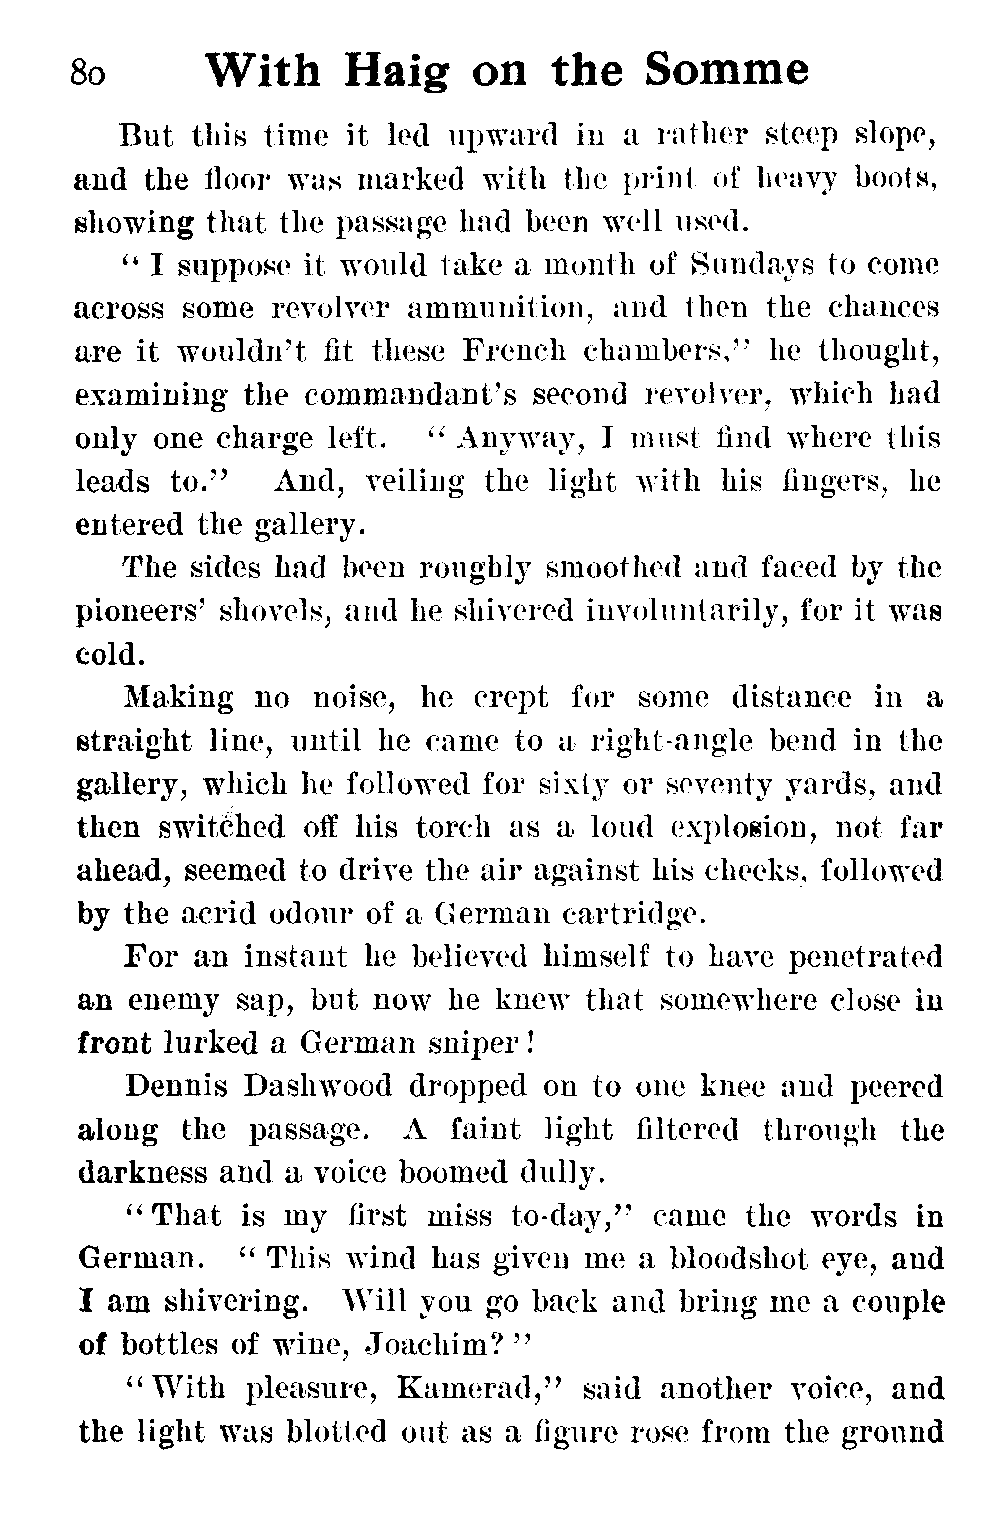 80 With Haig on the Somme
But this time it led upward in a rather steep slope,
and the floor was marked with the print of heavy boots,
showing that the passage had been well used.
“ I suppose it would take a month of Sundays to come
across some revolver ammunition, and then the chances
are it wouldn’t fit these French chambers,” he thought,
examining the commandant’s second revolver, which had
only one charge left. “ Anyway, I must find where this
leads to.” And, veiling the light with his fingers, he
entered the gallery.
The sides had been roughly smoothed and faced by the
pioneers’ shovels, and he shivered involuntarily, for it was
cold.
Making no noise, he crept for some distance in a
straight line, until he came to a right-angle bend in the
gallery, which he followed for sixty or seventy yards, and
then switched off his torch as a loud explosion, not far
ahead, seemed to drive the air against his cheeks, followed
by the acrid odour of a German cartridge.
For an instant he believed himself to have penetrated
an enemy sap, but now he knew that somewhere close in
front lurked a German sniper !
Dennis Dashwood dropped on to one knee and peered
along the passage. A faint light filtered through the
darkness and a voice boomed dully.
“ That is my first miss to-day,” came the words in
German. “ This wind has given me a bloodshot eye, and
I am shivering. Will you go back and bring me a couple
of bottles of wine, Joachim? ”
“ With pleasure, Kamerad,” said another voice, and
the light was blotted out as a figure rose from the ground